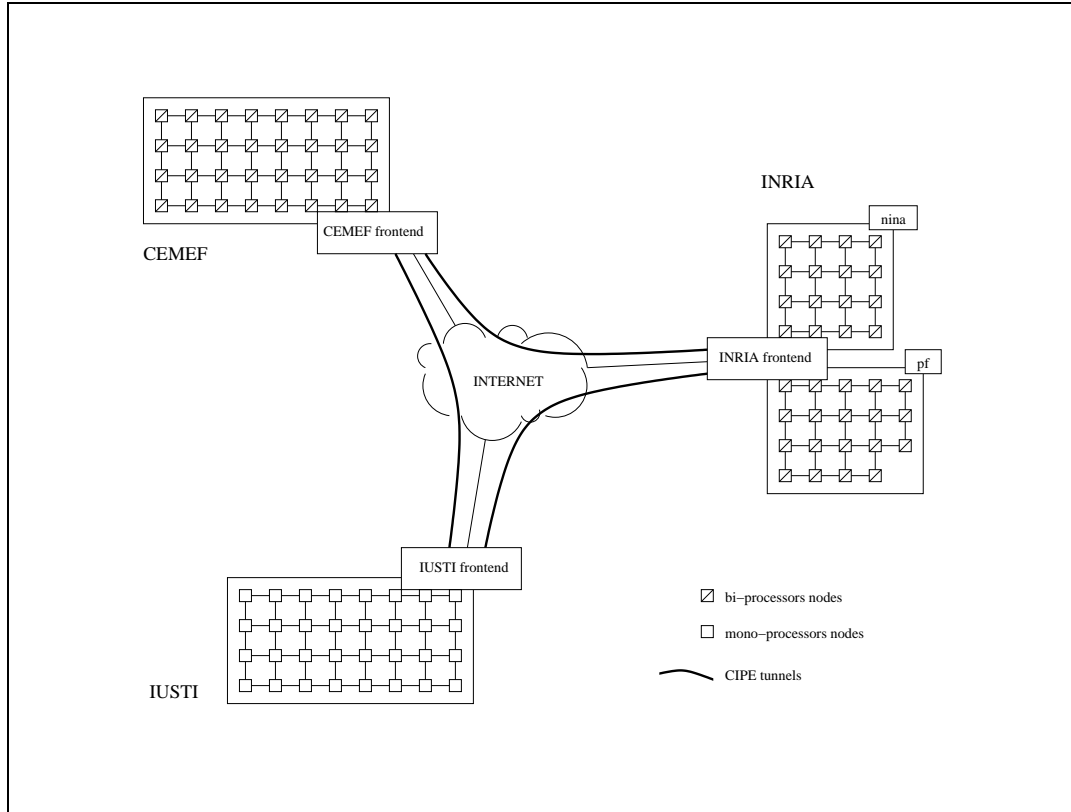 INRIA
nina
CEMEF frontend
CEMEF
INRIA frontend
pf
INTERNET
IUSTI frontend
bi−processors nodes
mono−processors nodes
CIPE tunnels
IUSTI